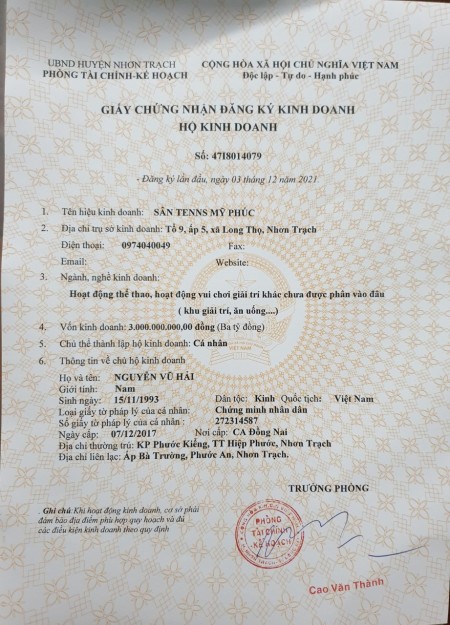 UBND HUYỆN NHƠN TRẠCH
PHÒNG TÀI CHÍNH-KẾ HOẠCH
CỘNG HÒA XÃ HỘI CHỦ NGHĨA VIỆT NAM
Độc lập - Tự do - Hạnh phúc
GIẤY CHỨNG NHẬN ĐĂNG KÝ KINH DOANH
HỘ KINH DOANH
Số: 47I8014079
- Đăng ký lần đầu, ngày 03 tháng 12 năm 2021.
1. Tên hiệu kinh doanh: SÂN TENNS MỸ PHÚC
2. Địa chỉ trụ sở kinh doanh: Tổ 9, ấp 5, xã Long Thọ, Nhơn Trạch
Điện thoại: 0974040049 Fax:
Email: Website:
3. Ngành, nghề kinh doanh:
Hoạt động thể thao, hoạt động vui chơi giải trí khác chưa được phân vào đâu
( khu giải trí, ăn uống....)
4. Vốn kinh doanh: 3.000.000.000,00 đồng (Ba tỷ đồng)
5. Chủ thể thành lập hộ kinh doanh: Cá nhân
6. Thông tin về chủ hộ kinh doanh
Họ và tên: NGUYỄN VŨ HẢI
Giới tính: Nam
Sinh ngày: 15/11/1993 Dân tộc: Kinh Quốc tịch: Việt Nam
Loại giấy tờ pháp lý của cá nhân: Chứng minh nhân dân
Số giấy tờ pháp lý của cá nhân: 272314587
Ngày cấp: 07/12/2017 Nơi cấp: CA Đồng Nai
Địa chỉ thường trú: KP Phước Kiểng, TT Hiệp Phước, Nhơn Trạch
Địa chỉ liên lạc: Ấp Bà Trường, Phước An, Nhơn Trạch.
TRƯỞNG PHÒNG
. Ghi chú: Khi hoạt động kinh doanh, cơ sở phải
đảm bảo địa điểm phù hợp quy hoạch và đủ
các điều kiện kinh doanh theo quy định
PHÒNG
TÀI CHÍNH
-KẾ HOẠCH
Cao Văn Thành